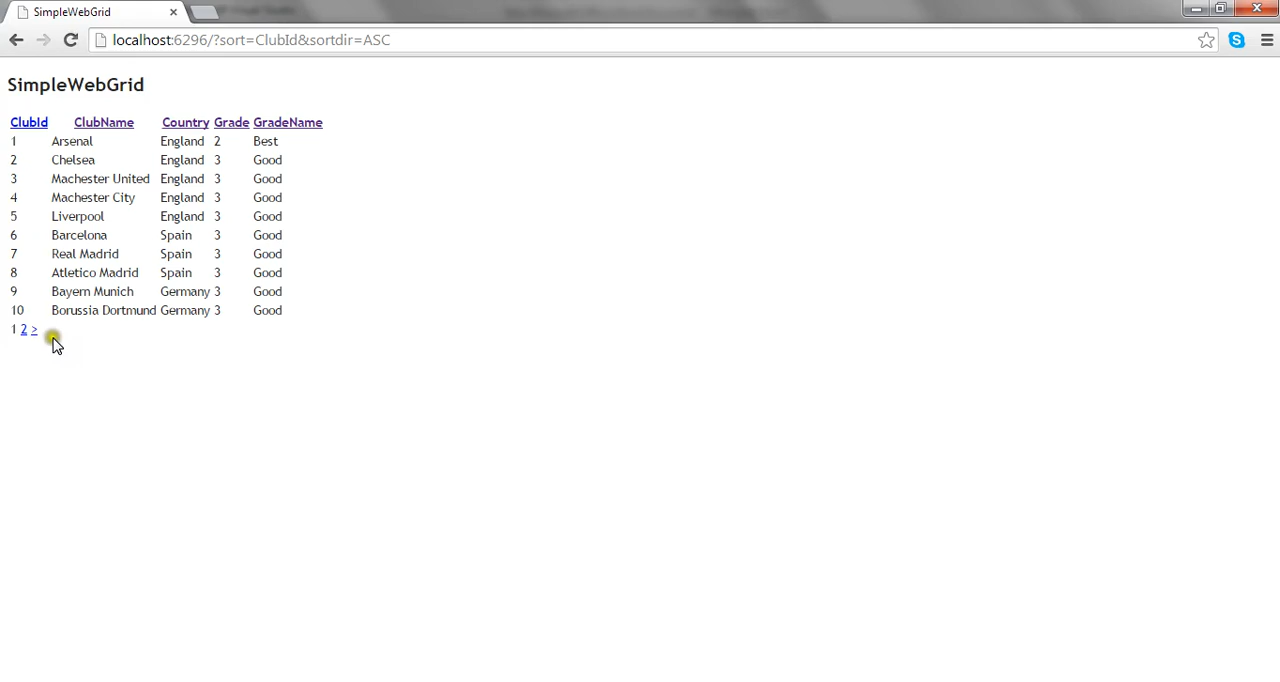 SimpleWebGrid
localhost:6296/?sort=ClubId&sortdir=ASC
SimpleWebGrid
ClubId ClubName Country Grade GradeName
1 Arsenal England 2 Best
2 Chelsea England 3 Good
3 Machester United England 3 Good
4 Machester City England 3 Good
5 Liverpool England 3 Good
6 Barcelona Spain 3 Good
7 Real Madrid Spain 3 Good
8 Atletico Madrid Spain 3 Good
9 Bayern Munich Germany 3 Good
10 Borussia Dortmund Germany 3 Good
1 2 >